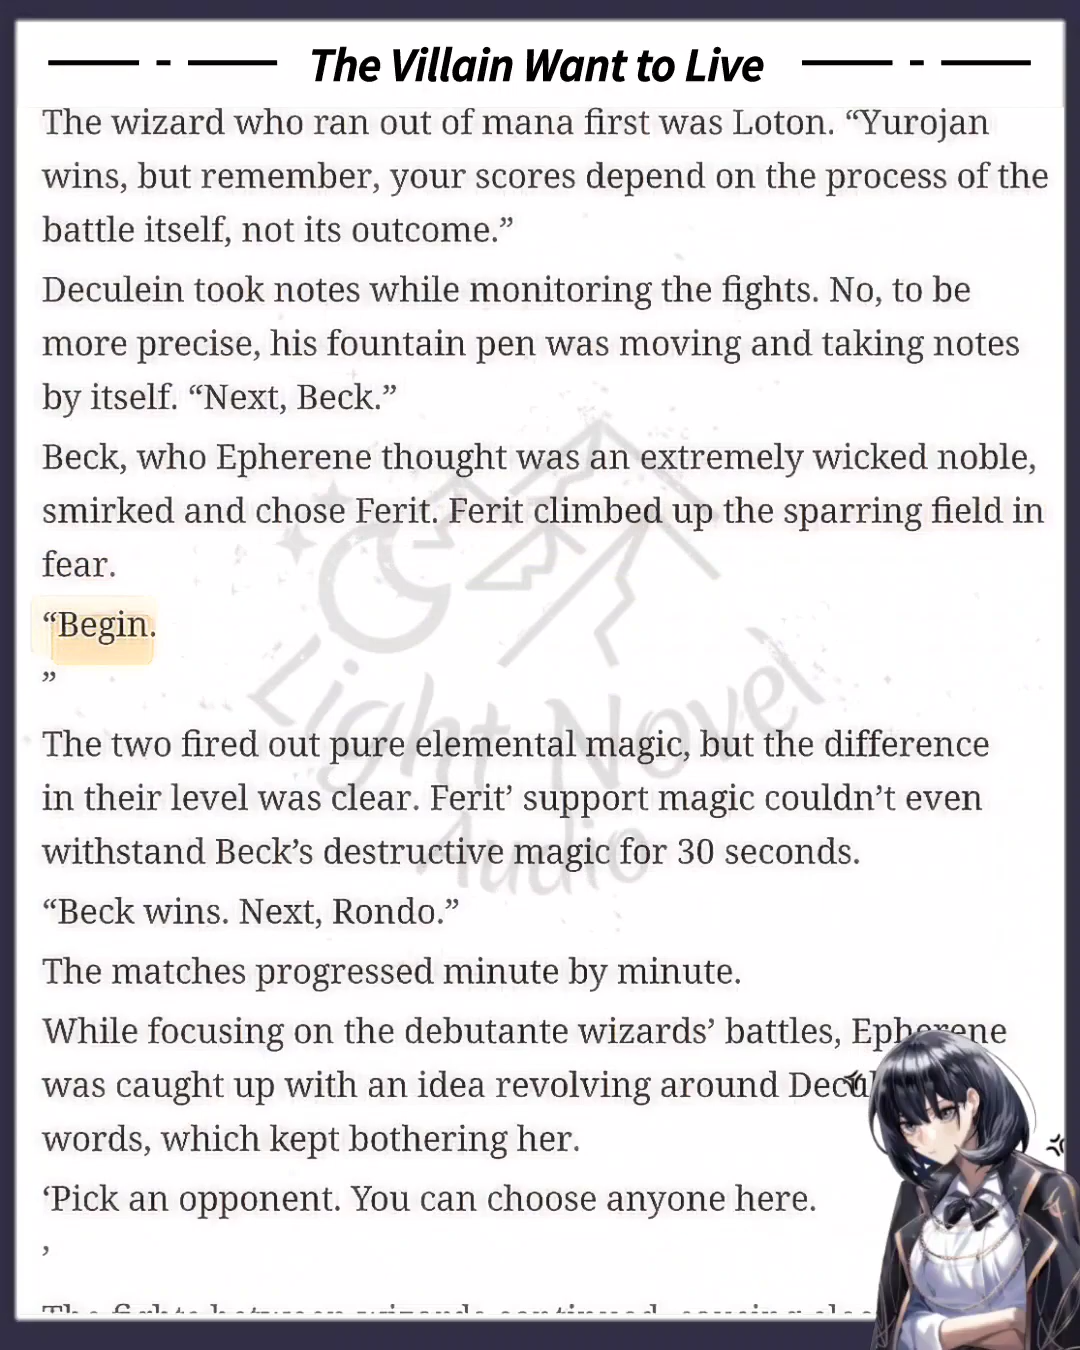 The Villain Want to Live
The wizard who ran out of mana first was Loton. “Yurojan
wins, but remember, your scores depend on the process of the
battle itself, not its outcome.”
Deculein took notes while monitoring the fights. No, to be
more precise, his fountain pen was moving and taking notes
by itself. “Next, Beck.”
Beck, who Epherene thought was an extremely wicked noble,
smirked and chose Ferit. Ferit climbed up the sparring field in
fear.
“Begin.
”
Light Novel
Audio
The two fired out pure elemental magic, but the difference
in their level was clear. Ferit’ support magic couldn’t even
withstand Beck’s destructive magic for 30 seconds.
“Beck wins. Next, Rondo.”
The matches progressed minute by minute.
While focusing on the debutante wizards’ battles, Epherene
was caught up with an idea revolving around
words, which kept bothering her.
‘Pick an opponent. You can choose anyone here.
’